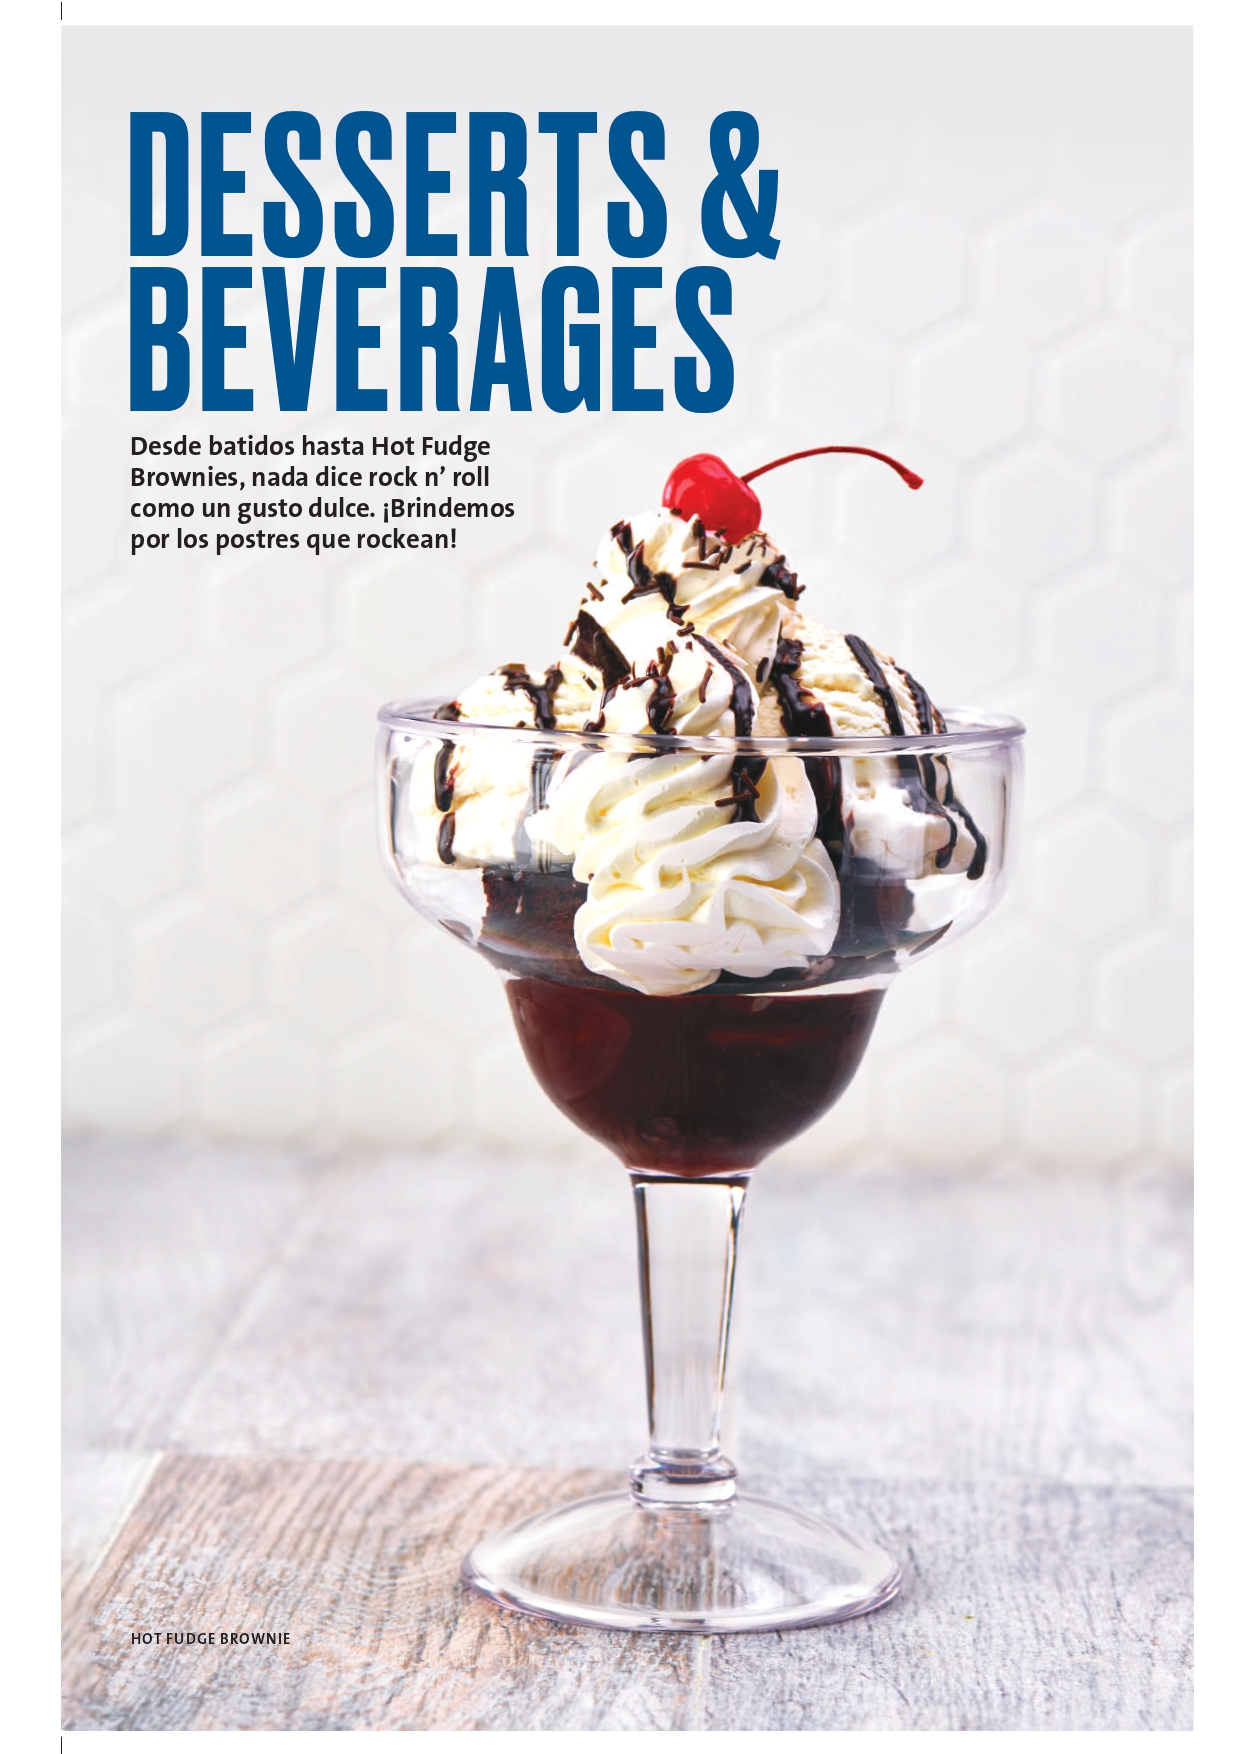 DESSERTS &
BEVERAGES
Desde batidos hasta Hot Fudge
Brownies, nada dice rock n’ roll
como un gusto dulce. ¡Brindemos
por los postres que rockean!
HOT FUDGE BROWNIE